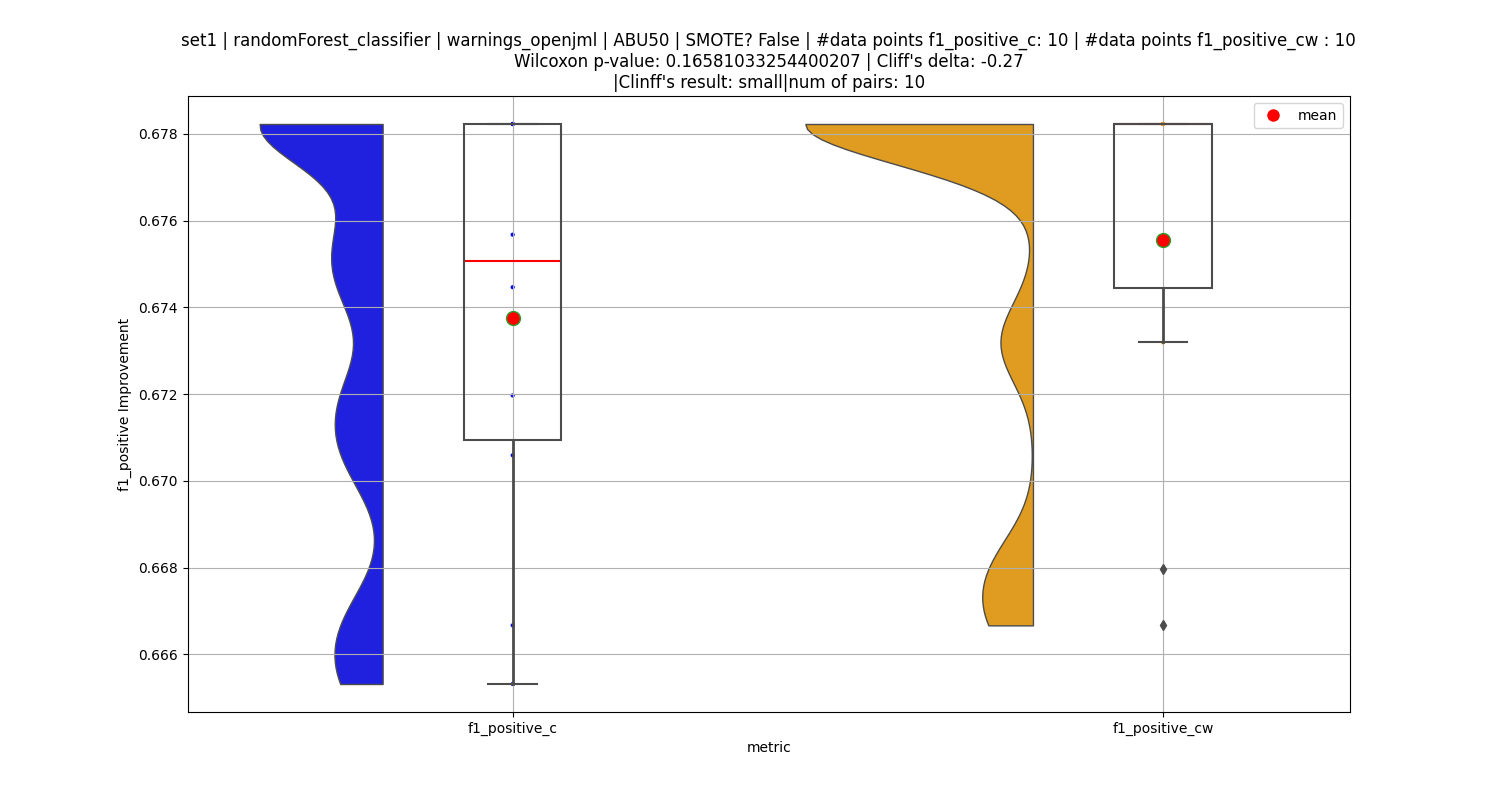 set1 | randomForest_classifier | warnings_openjml | ABU50 | SMOTE? False | #data points f1_positive_c: 10 | #data points f1_positive_cw : 10
Wilcoxon p-value: 0.16581033254400207 | Cliff's delta: -0.27
|Clinff's result: small|num of pairs: 10
mean
0.678
0.676
0.674
0.672
0.670
0.668
0.666
f1_positive Improvement
f1_positive_c
f1_positive_cw
metric